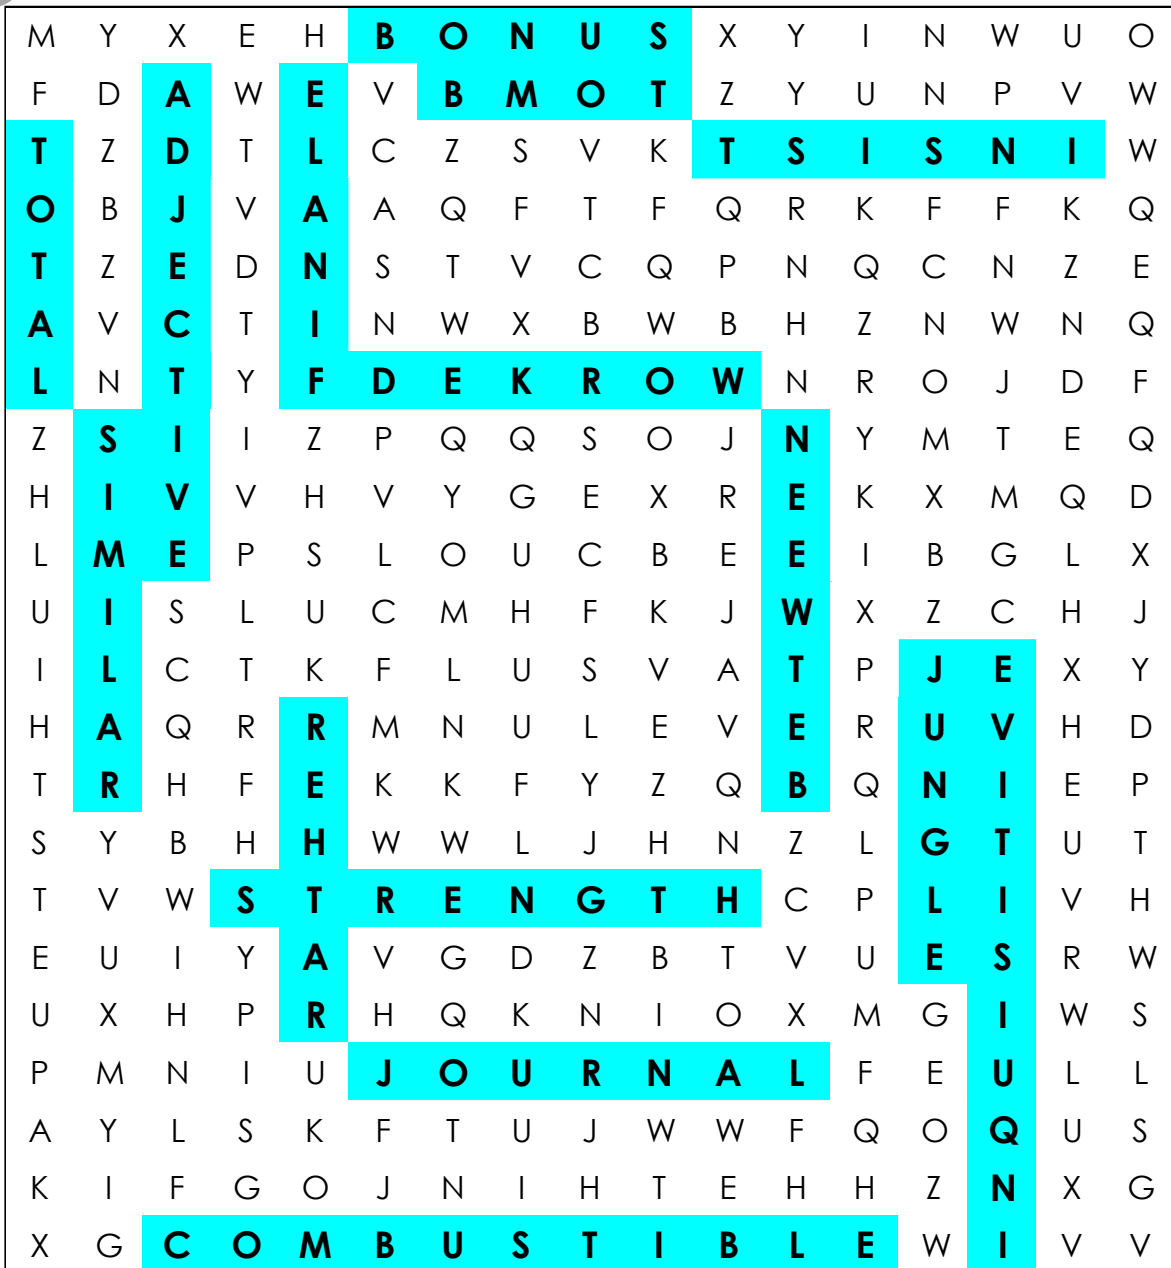 M Y X E H B O N U S X Y I N W U O
F D A W E V B M O T Z Y U N P V W
T Z D T L C Z S V K T S I S N I W
O B J V A A Q F T F Q R K F F K Q
T Z E D N S T V C Q P N Q C N Z E
A V C T I N W X B W B H Z N W N Q
L N T Y F D E K R O W N R O J D F
Z S I I Z P Q Q S O J N Y M T E Q
H I V V H V Y G E X R E K X M Q D
L M E P S L O U C B E E I B G L X
U I S L U C M H F K J W X Z C H J
I L C T K F L U S V A T P J E X Y
H A Q R R M N U L E V E R U V H D
T R H F E K K F Y Z Q B Q N I E P
S Y B H H W W L J H N Z L G T U T
T V W S T R E N G T H C P L I V H
E U I Y A V G D Z B T V U E S R W
U X H P R H Q K N I O X M G I W S
P M N I U J O U R N A L F E U L L
A Y L S K F T U J W W F Q O Q U S
K I F G O J N I H T E H H Z N X G
X G C O M B U S T I B L E W I V V